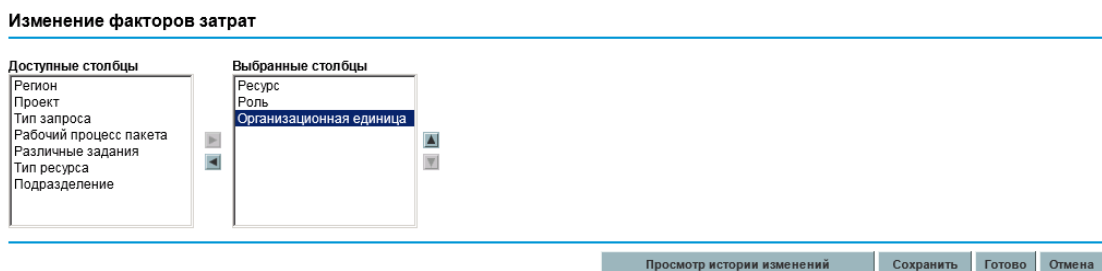 Изменение факторов затрат
Доступные столбцы
Регион
Проект
Тип запроса
Рабочий процесс пакета
Различные задания
Тип ресурса
Подразделение
Выбранные столбцы
Ресурс
Роль
Организационная единица
Просмотр истории изменений Сохранить Готово Отмена